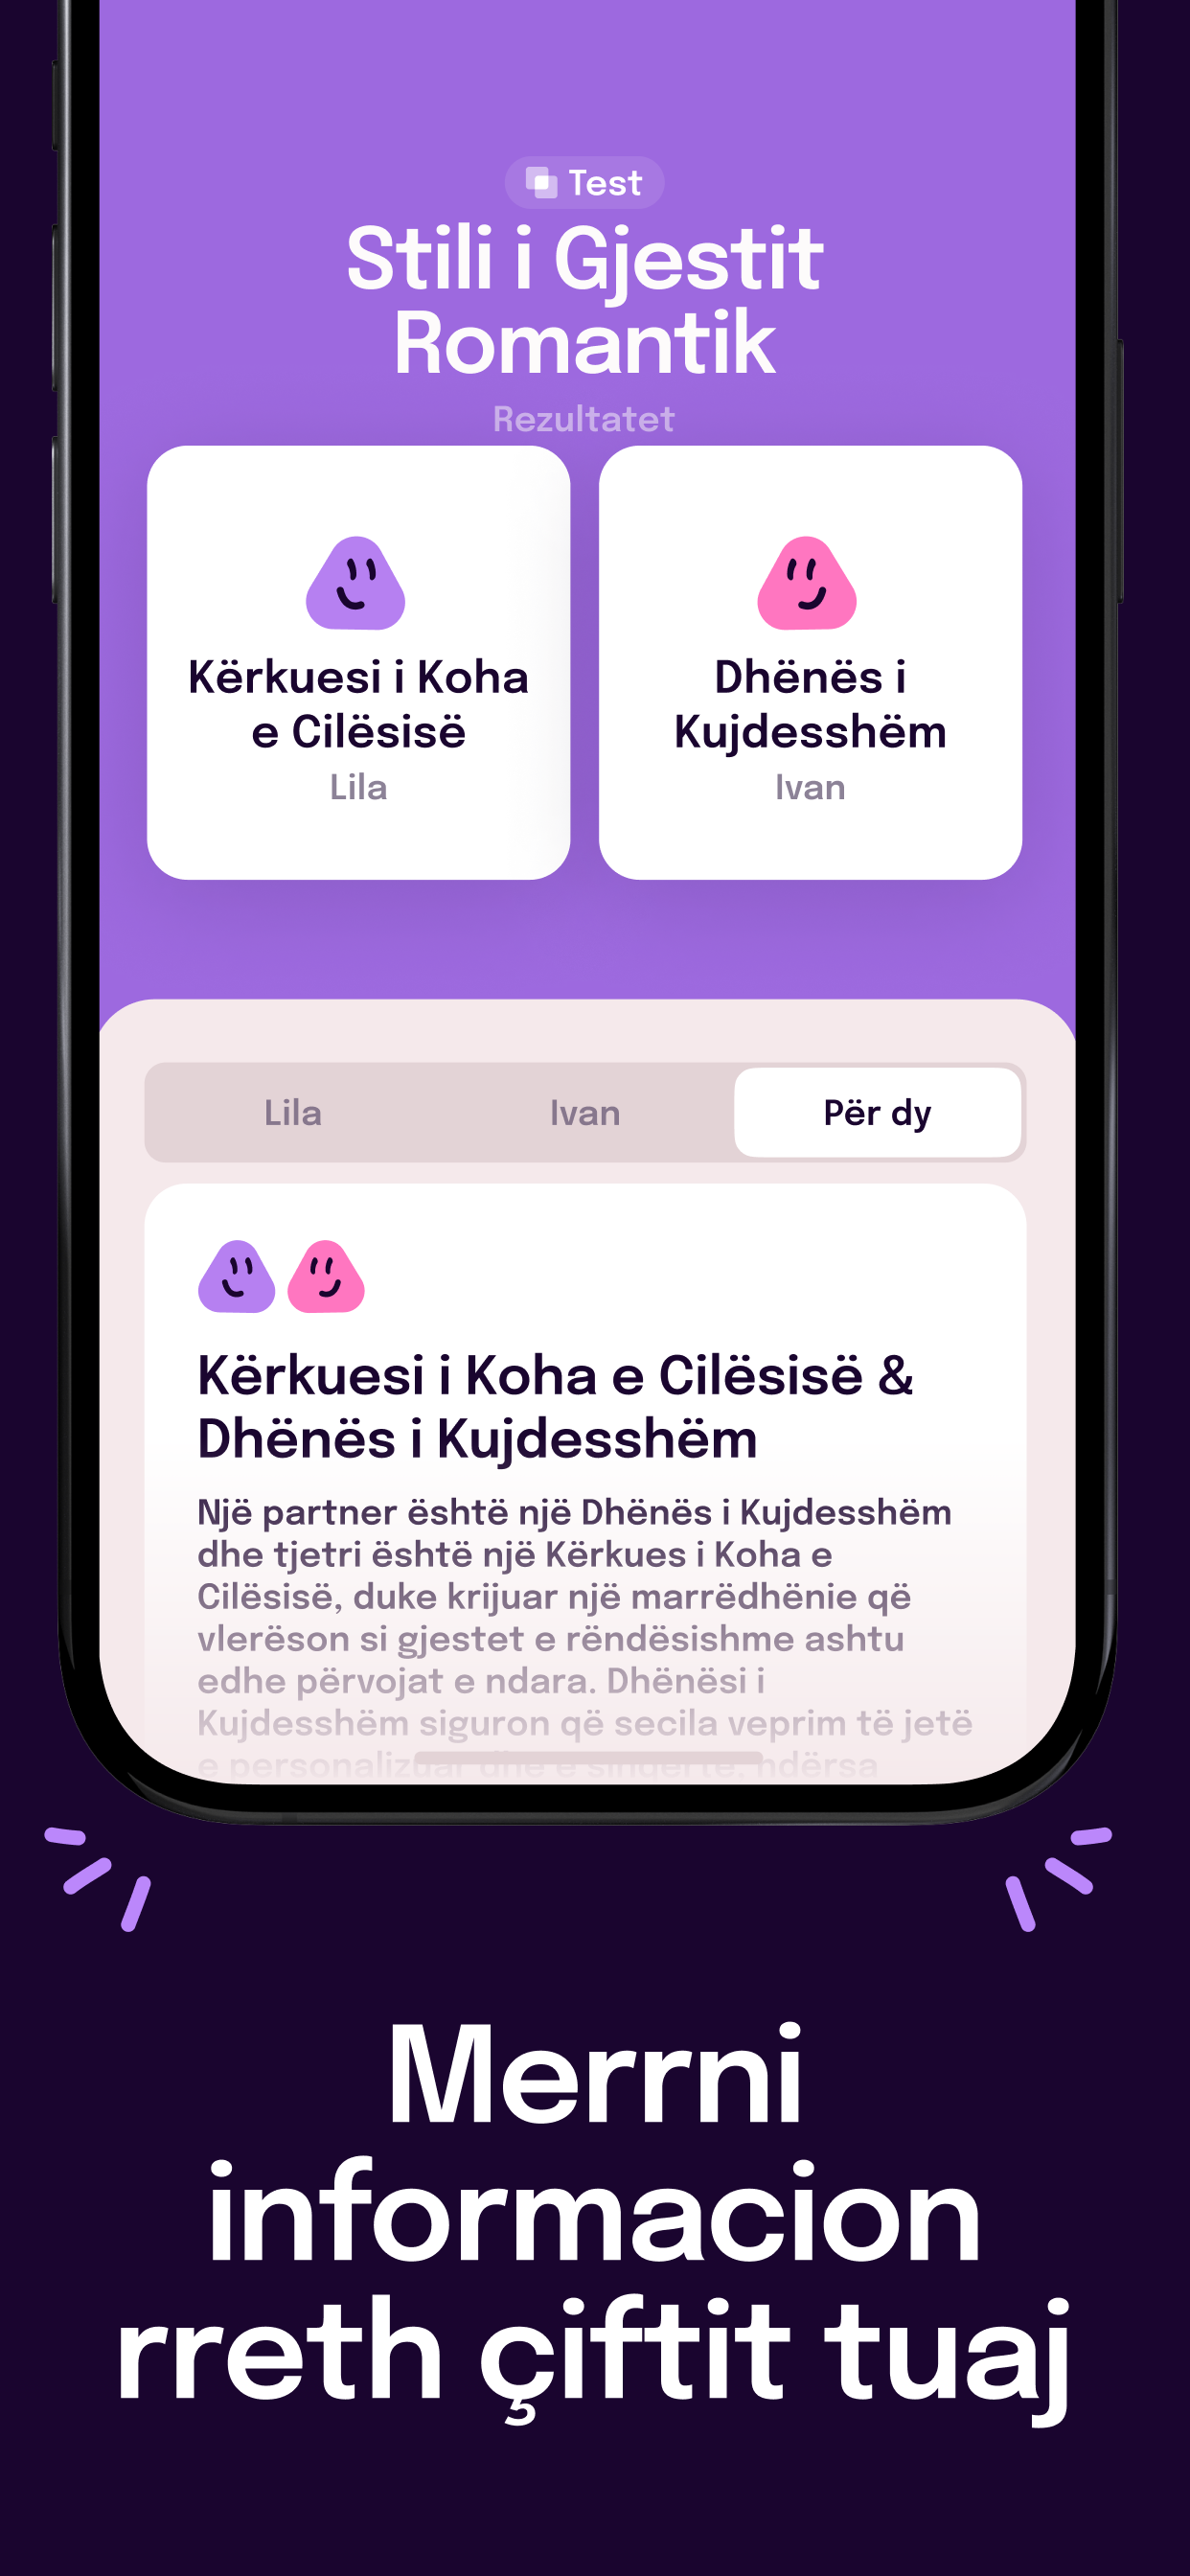 Test
Stili i Gjestit
Romantik
Rezultatet
Kërkuesi i Koha
e Cilësisë
Lila
Dhënës i
Kujdesshëm
Ivan
Lila
Ivan
Për dy
Kërkuesi i Koha e Cilësisë &
Dhënës i Kujdesshëm
Një partner është një Dhënës i Kujdesshëm
dhe tjetri është një Kërkues i Koha e
Cilësisë, duke krijuar një marrëdhënie që
vlerëson si gjestet e rëndësishme ashtu
edhe përvojat e ndara. Dhënësi i
Kujdesshëm siguron që secila veprim të jetë
e personalizuar dhe e sinqertë, ndërsa
Merrni
informacion
rreth çiftit tuaj